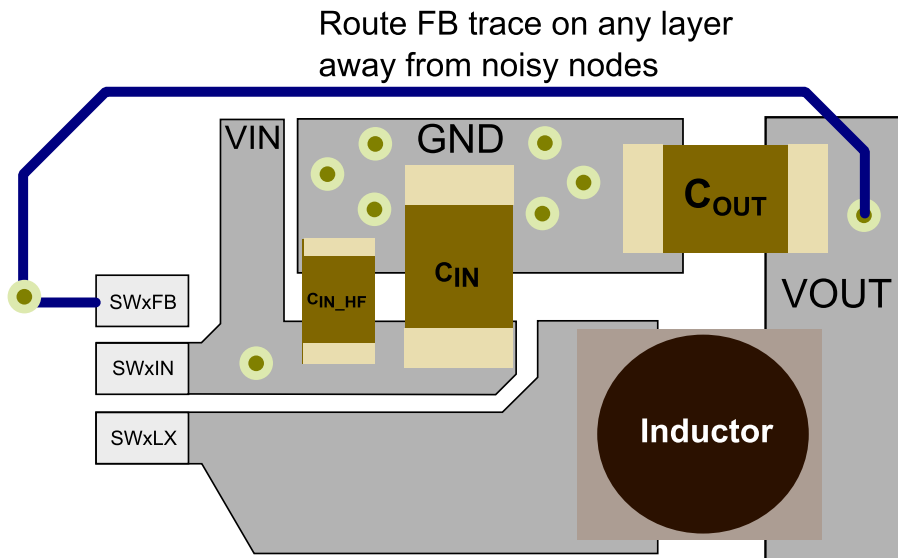 Route FB trace on any layer
away from noisy nodes
VIN
GND
COUT
CIN
CIN_HF
VOUT
SWxFB
SWxIN
SWxLX
Inductor